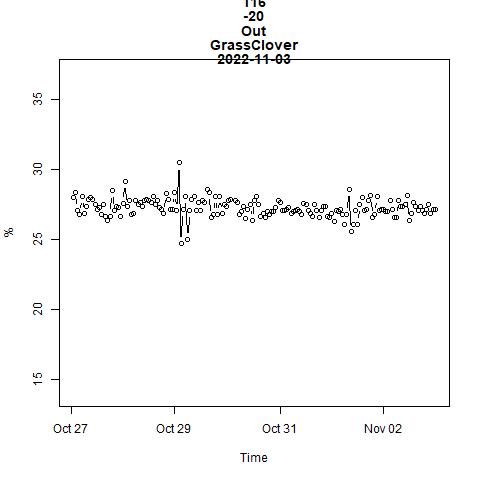 T16
-20
Out
GrassClover
2022-11-03
%
35
30
25
20
15
Oct 27
Oct 29
Oct 31
Nov 02
Time